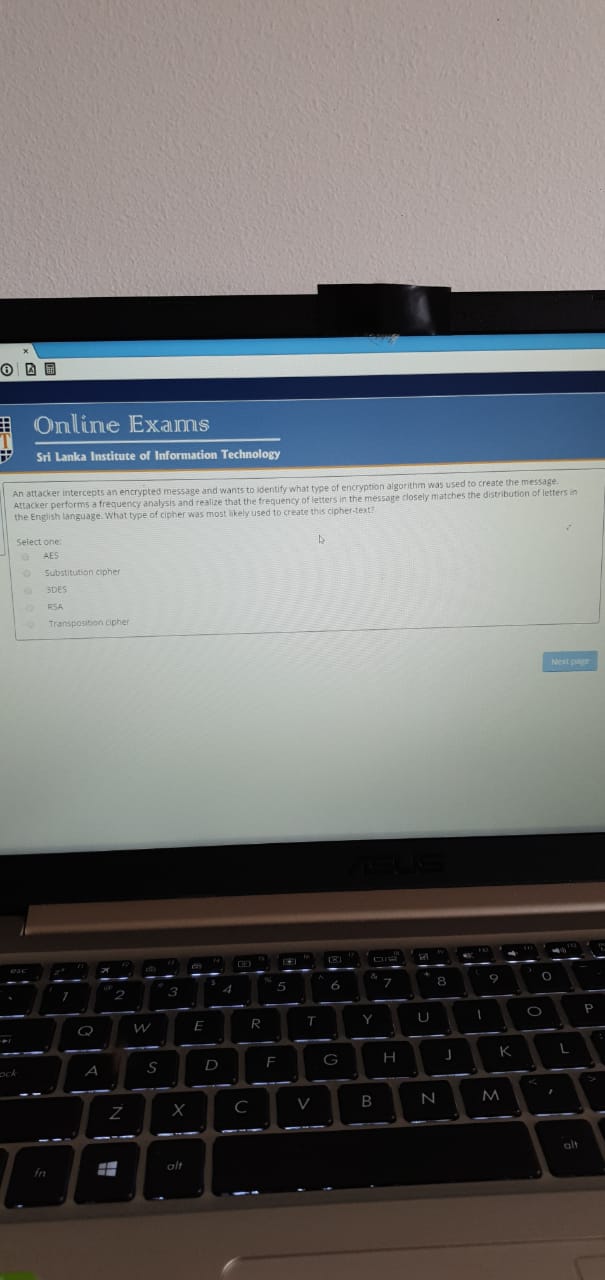 Online Exams
Sri Lanka Institute of Information Technology
An attacker intercepts an encrypted message and wants to identify what type of encryption algorithm was used to create the message.
Attacker performs a frequency analysis and realize that the frequency of letters in the message closely matches the distribution of letters in
the English language. What type of cipher was most likely used to create this cipher-text?
Select one:
AES
Substitution cipher
3DES
RSA
Transposition cipher
Next page
ASUS
esc
1 2 3 4 5 6 7 8 9 0
Q W E R T Y U I O P
A S D F G H J K L
Z X C V B N M
fn alt alt